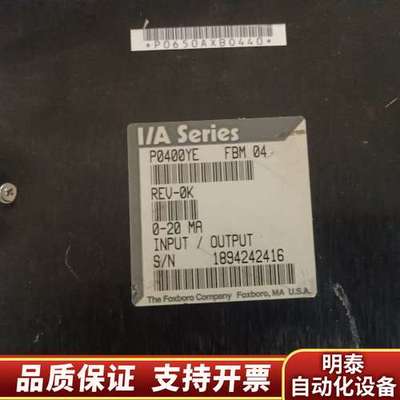 *P0650AXB0440*
I/A Series
P0400YE FBM 04
REV-0K
0-20 MA
INPUT / OUTPUT
S/N 1894242416
The Foxboro Company Foxboro, MA U.S.A.
品质保证 支持开票
明泰
自动化设备